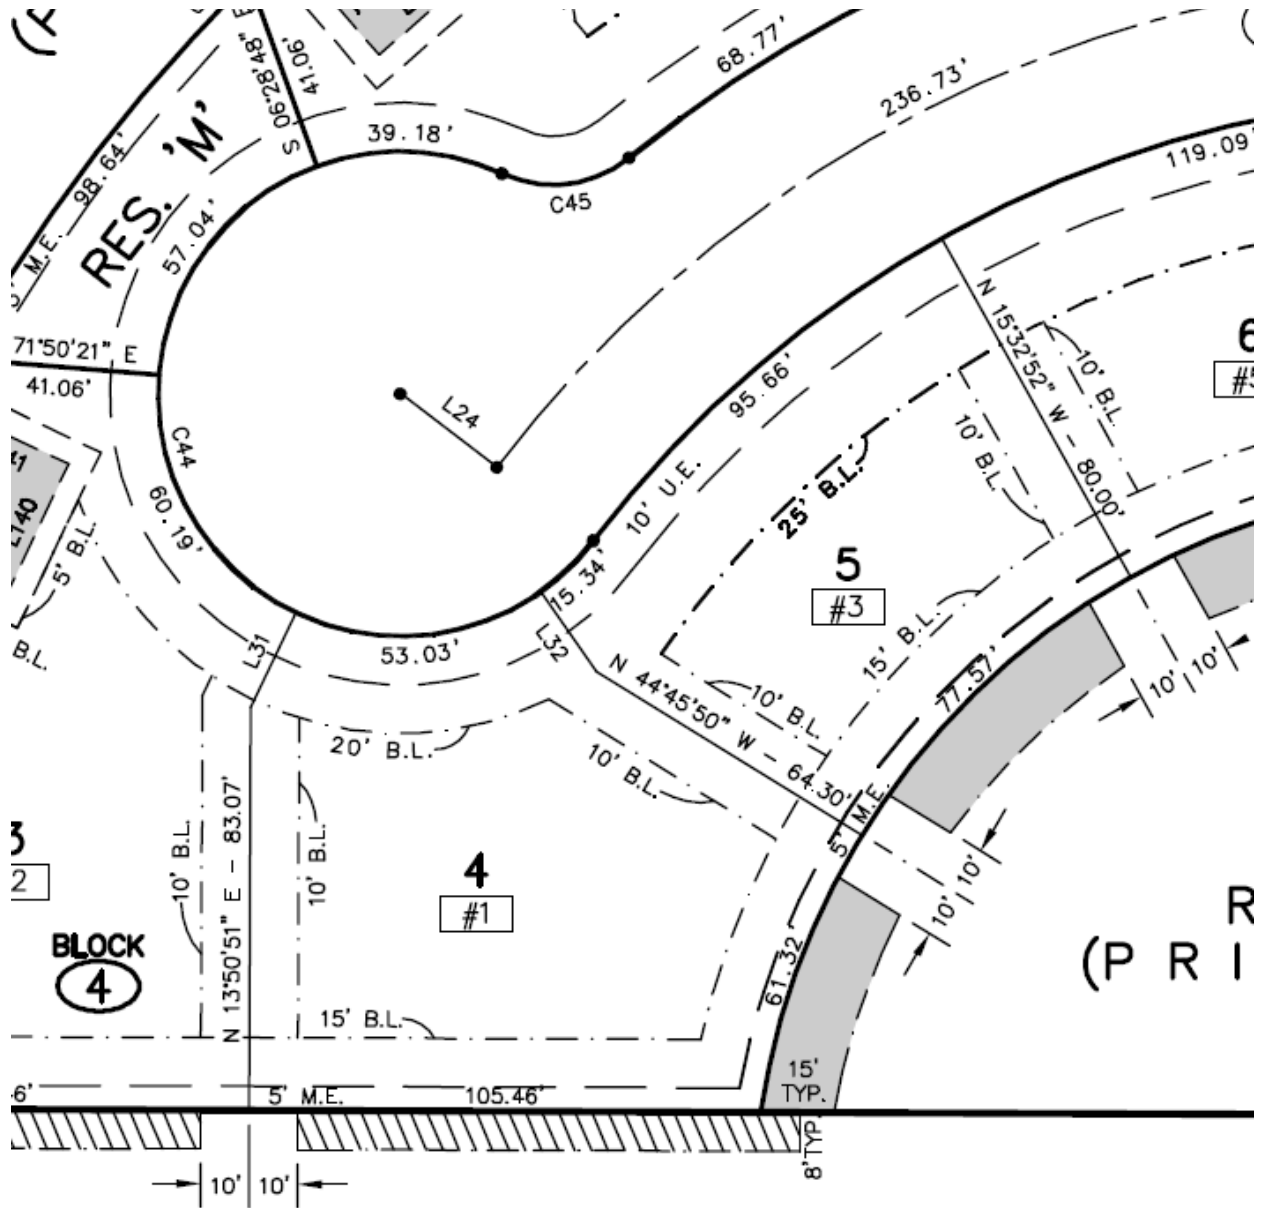 (
E
S 06°28'48"
41.06'
68.77'
236.73'
39.18'
98.64'
RES. 'M'
119.09'
C45
57.04'
M.E.
N 15°32'52" W - 80.00'
6
71°50'21" E
41.06'
10' B.L.
L24
95.66'
C44
10' B.L.
10' U.E.
25' B.L.
60.19'
41
L140
5' B.L.
5
#3
15.34'
15' B.L.
B.L.
L31
53.03'
L32
N 44°45'50" W - 64.30'
77.57'
10'
10'
10' B.L.
20' B.L.
10' B.L.
5' M.E.
3
2
10' B.L.
N 13°50'51" E - 83.07'
10' B.L.
4
#1
10'
10'
R
(P R I
BLOCK
4
61.32'
15' B.L.
15'
TYP.
6'
5' M.E.
105.46'
8'TYP
10'
10'